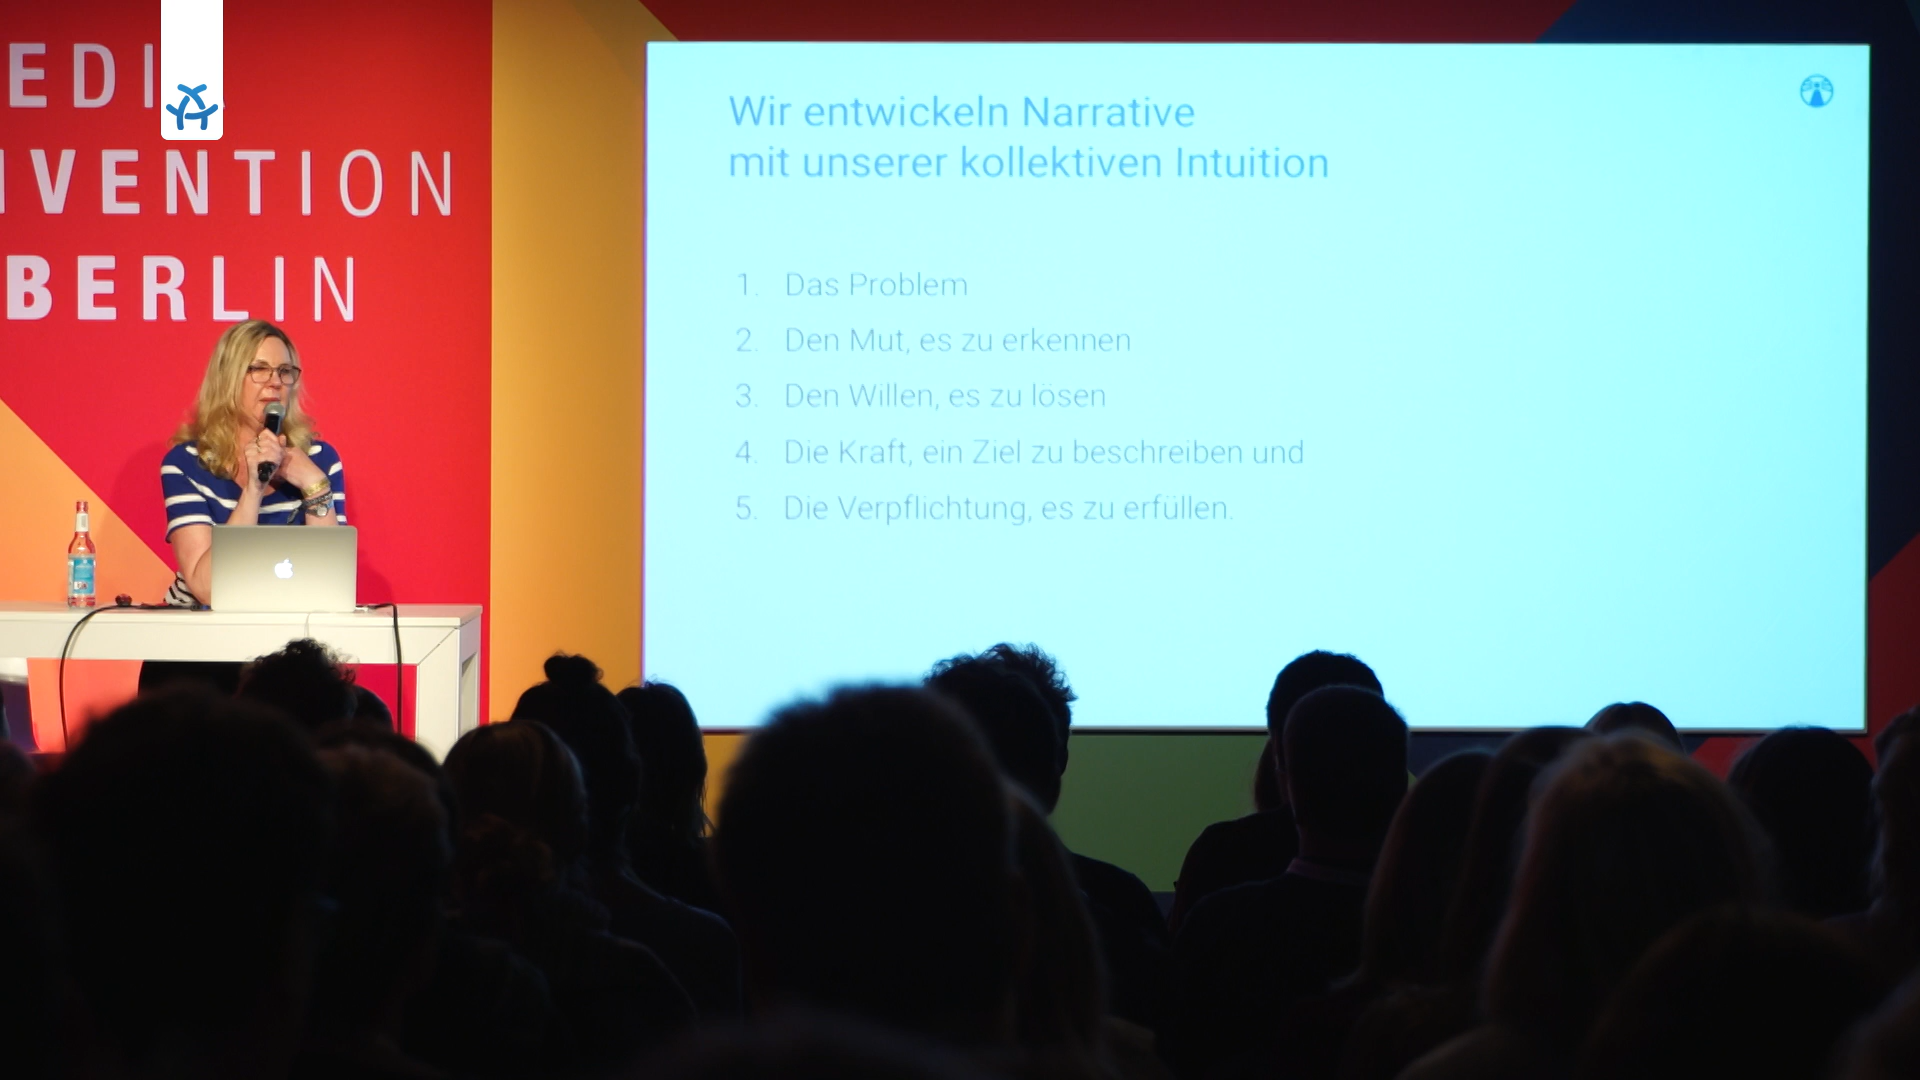 EDI
NVENTION
BERLIN
Wir entwickeln Narrative
mit unserer kollektiven Intuition
1. Das Problem
2. Den Mut, es zu erkennen
3. Den Willen, es zu lösen
4. Die Kraft, ein Ziel zu beschreiben und
5. Die Verpflichtung, es zu erfüllen.